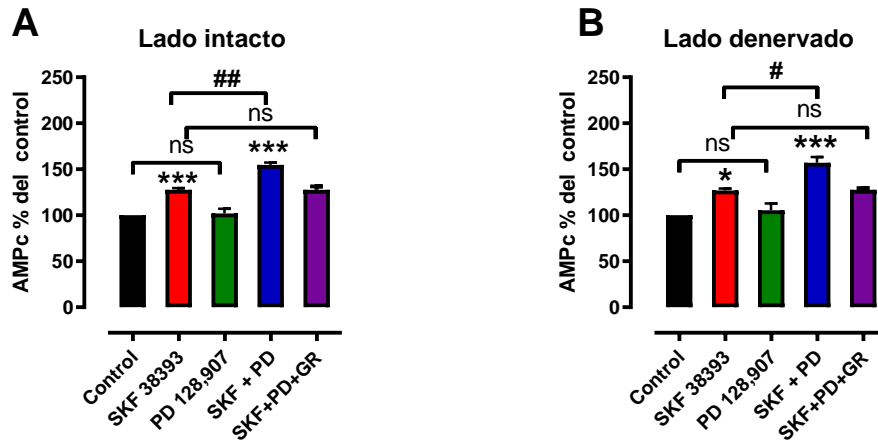 A
Lado intacto
AMPc % del control
250
200
150
100
50
0
##
ns
ns
***
***
Control
SKF 38393
PD 128,907
SKF + PD
SKF+PD+GR
B
Lado denervado
AMPc % del control
250
200
150
100
50
0
#
ns
ns
***
*
Control
SKF 38393
PD 128,907
SKF + PD
SKF+PD+GR